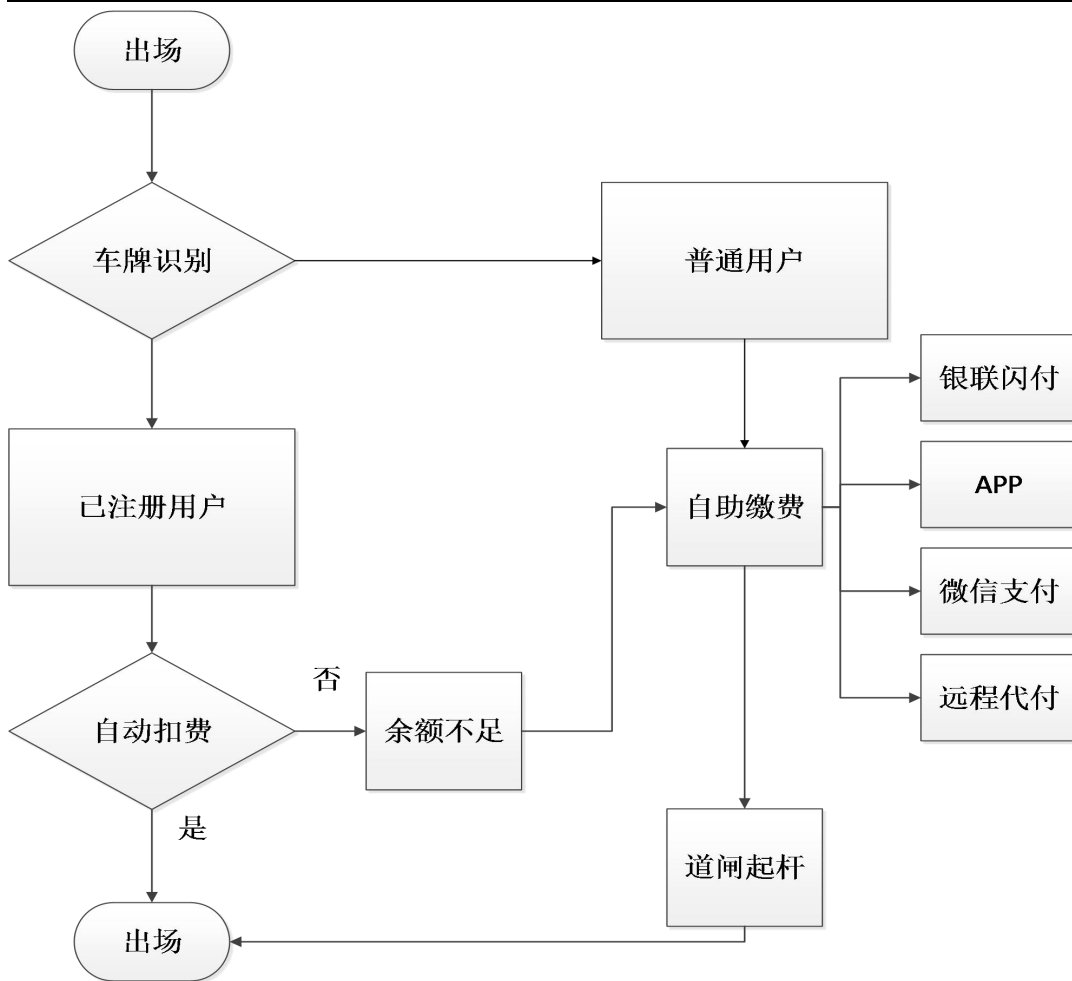 出场
车牌识别
普通用户
银联闪付
已注册用户
自助缴费
APP
微信支付
否
自动扣费
余额不足
远程代付
是
道闸起杆
出场